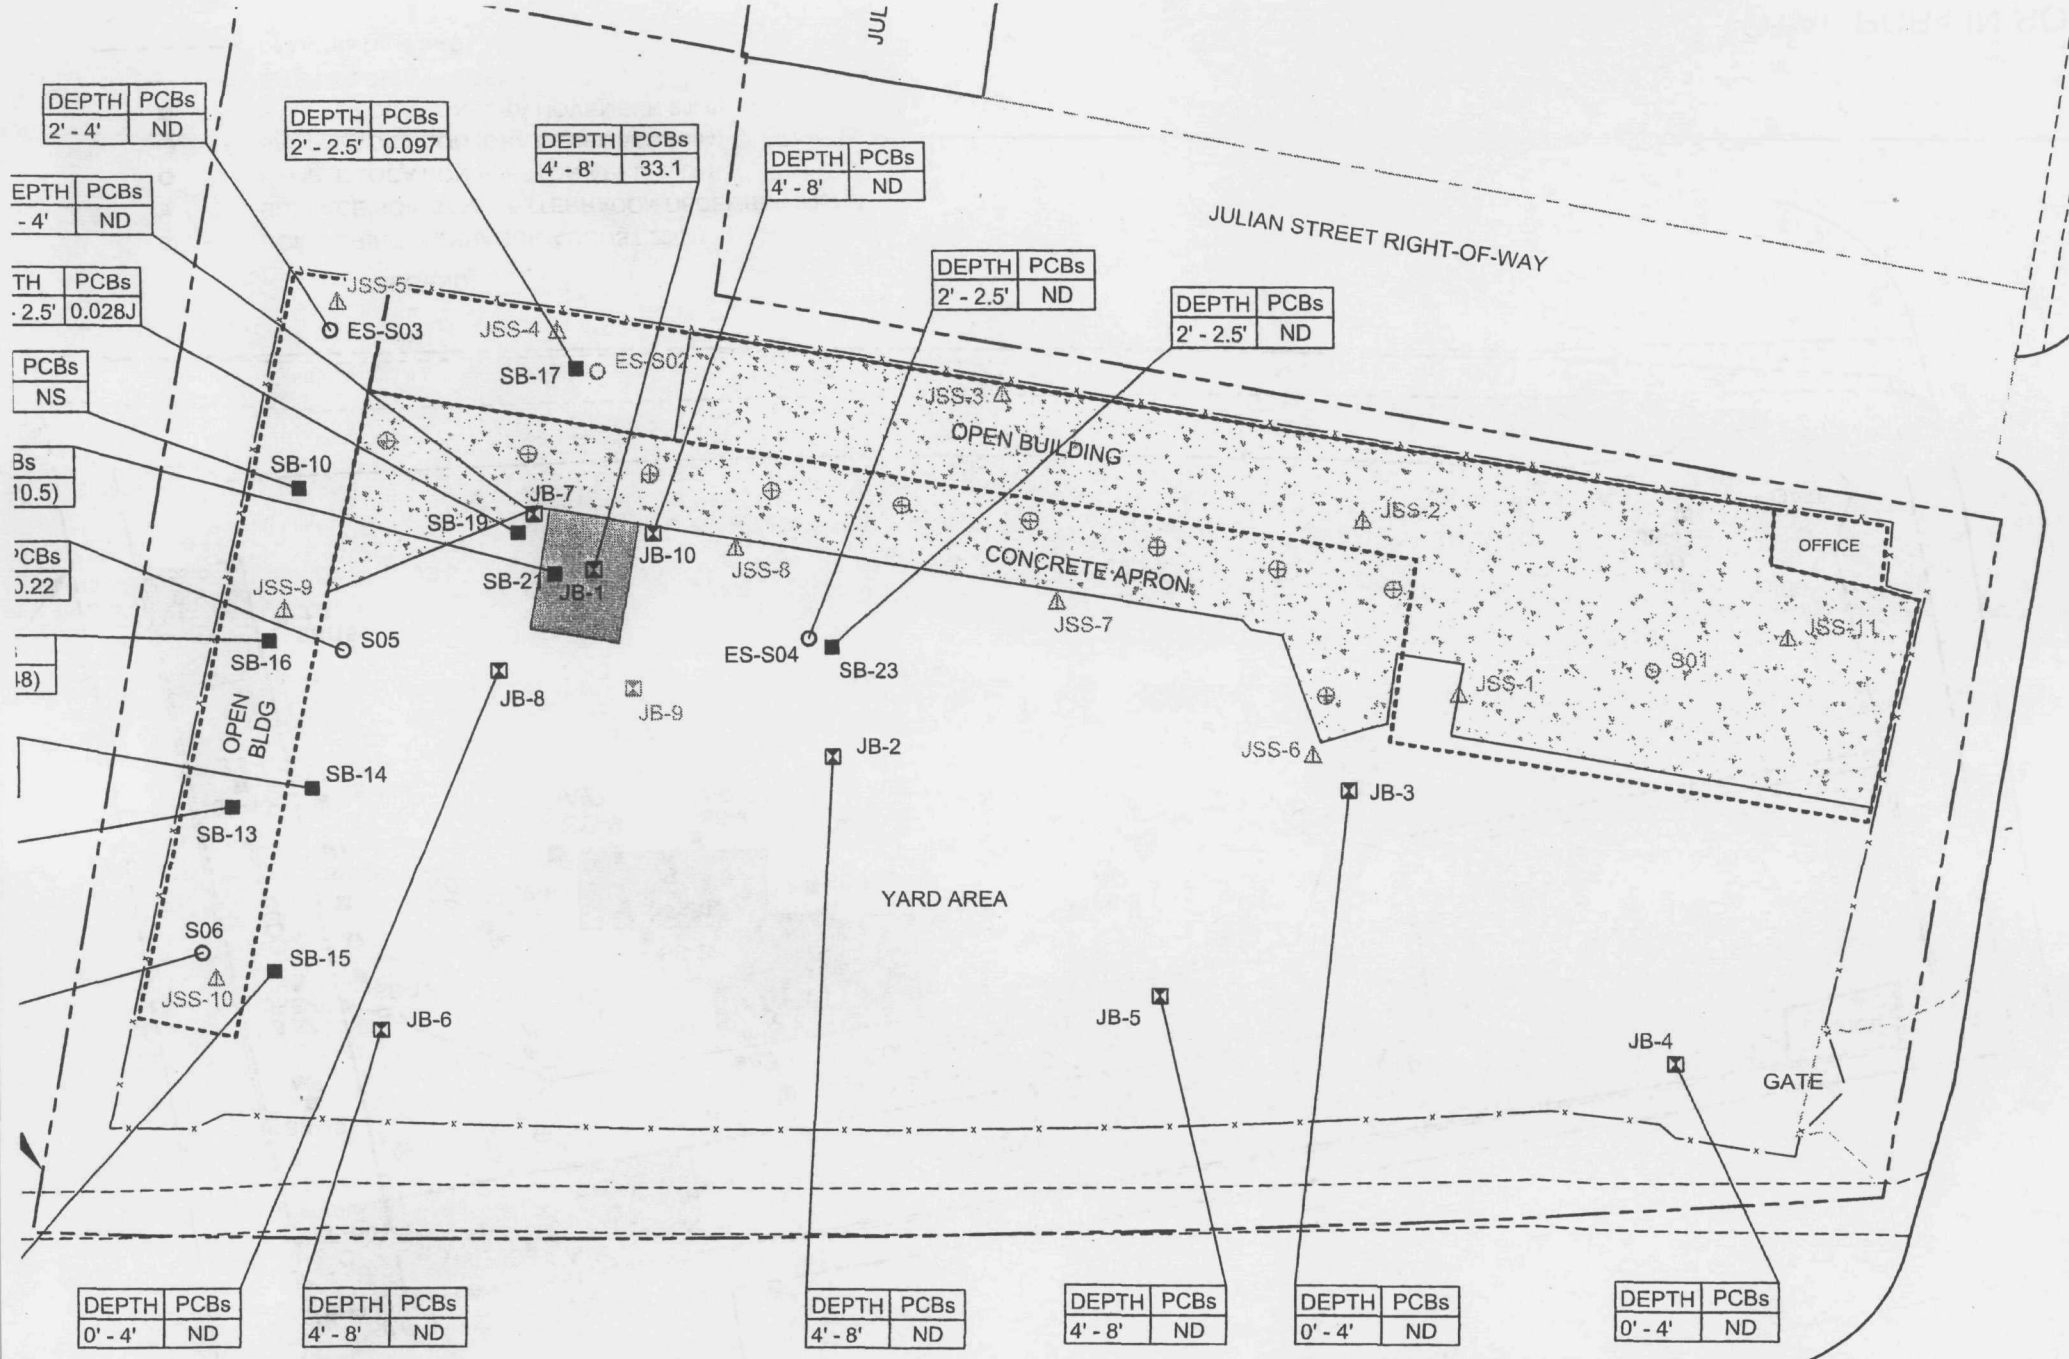 JUL
DEPTH PCBs
2' - 4' ND
DEPTH PCBs
2' - 2.5' 0.097
DEPTH PCBs
4' - 8' 33.1
DEPTH PCBs
4' - 8' ND
EPTH PCBs
- 4' ND
JULIAN STREET RIGHT-OF-WAY
DEPTH PCBs
2' - 2.5' ND
TH PCBs
- 2.5' 0.028J
DEPTH PCBs
2' - 2.5' ND
JSS-5
ES-S03
JSS-4
SB-17
ES-S02
PCBs
NS
JSS-3
OPEN BUILDING
Bs
10.5)
SB-10
JB-7
SB-19
JB-10
JSS-8
JSS-2
OFFICE
CONCRETE APRON
PCBs
0.22
SB-21
JB-1
JSS-9
JSS-7
JSS-11
S01
SB-16
S05
48)
ES-S04
SB-23
JSS-1
JB-8
JB-9
OPEN
BLDG
JB-2
JSS-6
SB-14
JB-3
SB-13
YARD AREA
S06
SB-15
JSS-10
JB-6
JB-5
JB-4
GATE
DEPTH PCBs
0' - 4' ND
DEPTH PCBs
4' - 8' ND
DEPTH PCBs
4' - 8' ND
DEPTH PCBs
4' - 8' ND
DEPTH PCBs
0' - 4' ND
DEPTH PCBs
0' - 4' ND